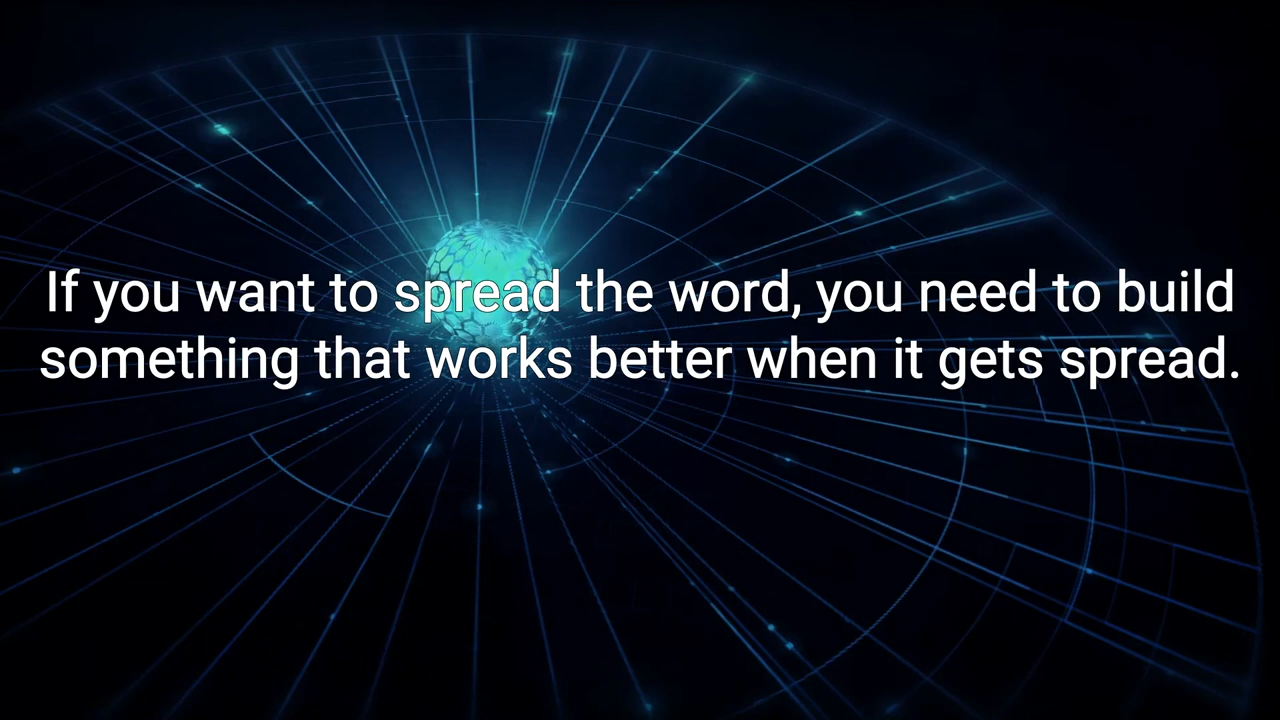 If you want to spread the word, you need to build
something that works better when it gets spread.